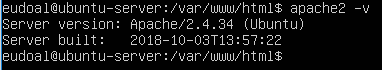 eudoal@ubuntu-server:/var/www/html$ apache2 -v
Server version: Apache/2.4.34 (Ubuntu)
Server built:   2018-10-03T13:57:22
eudoal@ubuntu-server:/var/www/html$